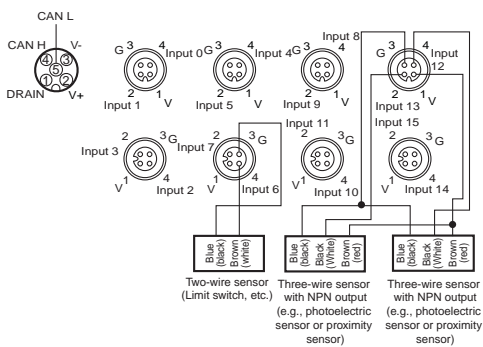 CAN L
CAN H
V-
4
3
5
1
2
DRAIN
V+
G 3 4 Input 0
2 1 V
Input 1
G 3 4 Input 4
2 1 V
Input 5
Input 8
G 3 4
2 1 V
Input 9
G 3 4 Input 12
2 1 V
Input 13
Input 3
2 3 G
V 1 4
Input 2
Input 7
2 3 G
V 1 4
Input 6
Input 11
2 3 G
V 1 4
Input 10
Input 15
2 3 G
V 1 4
Input 14
Blue (black)
Brown (white)
Blue (black)
Black (White)
Brown (red)
Blue (black)
Black (White)
Brown (red)
Two-wire sensor
(Limit switch, etc.)
Three-wire sensor
with NPN output
(e.g., photoelectric
sensor or proximity
sensor)
Three-wire sensor
with NPN output
(e.g., photoelectric
sensor or proximity
sensor)